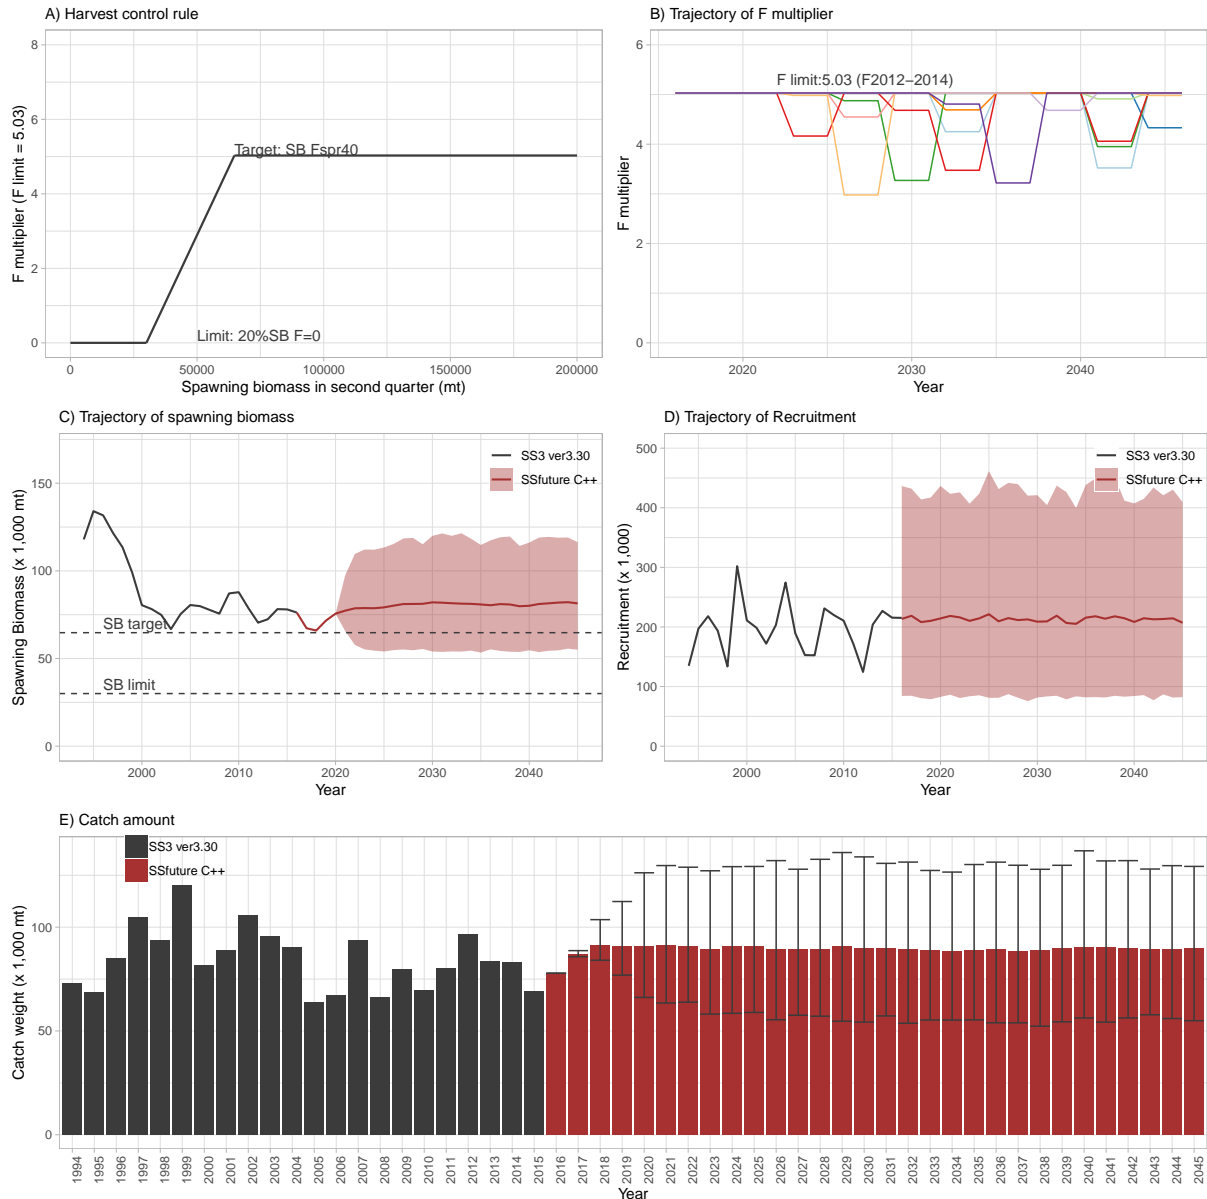 A) Harvest control rule
F multiplier (F limit = 5.03)
8
6
4
2
0
Target: SB Fspr40
Limit: 20%SB F=0
0 50000 100000 150000 200000
Spawning biomass in second quarter (mt)
B) Trajectory of F multiplier
F multiplier
6
4
2
0
F limit:5.03 (F2012–2014)
2020 2030 2040
Year
C) Trajectory of spawning biomass
Spawning Biomass (x 1,000 mt)
150
100
50
0
SS3 ver3.30
SSfuture C++
SB target
SB limit
2000 2010 2020 2030 2040
Year
D) Trajectory of Recruitment
Recruitment (x 1,000)
500
400
300
200
100
0
SS3 ver3.30
SSfuture C++
2000 2010 2020 2030 2040
Year
E) Catch amount
Catch weight (x 1,000 mt)
100
50
0
SS3 ver3.30
SSfuture C++
1994 1995 1996 1997 1998 1999 2000 2001 2002 2003 2004 2005 2006 2007 2008 2009 2010 2011 2012 2013 2014 2015 2016 2017 2018 2019 2020 2021 2022 2023 2024 2025 2026 2027 2028 2029 2030 2031 2032 2033 2034 2035 2036 2037 2038 2039 2040 2041 2042 2043 2044 2045
Year